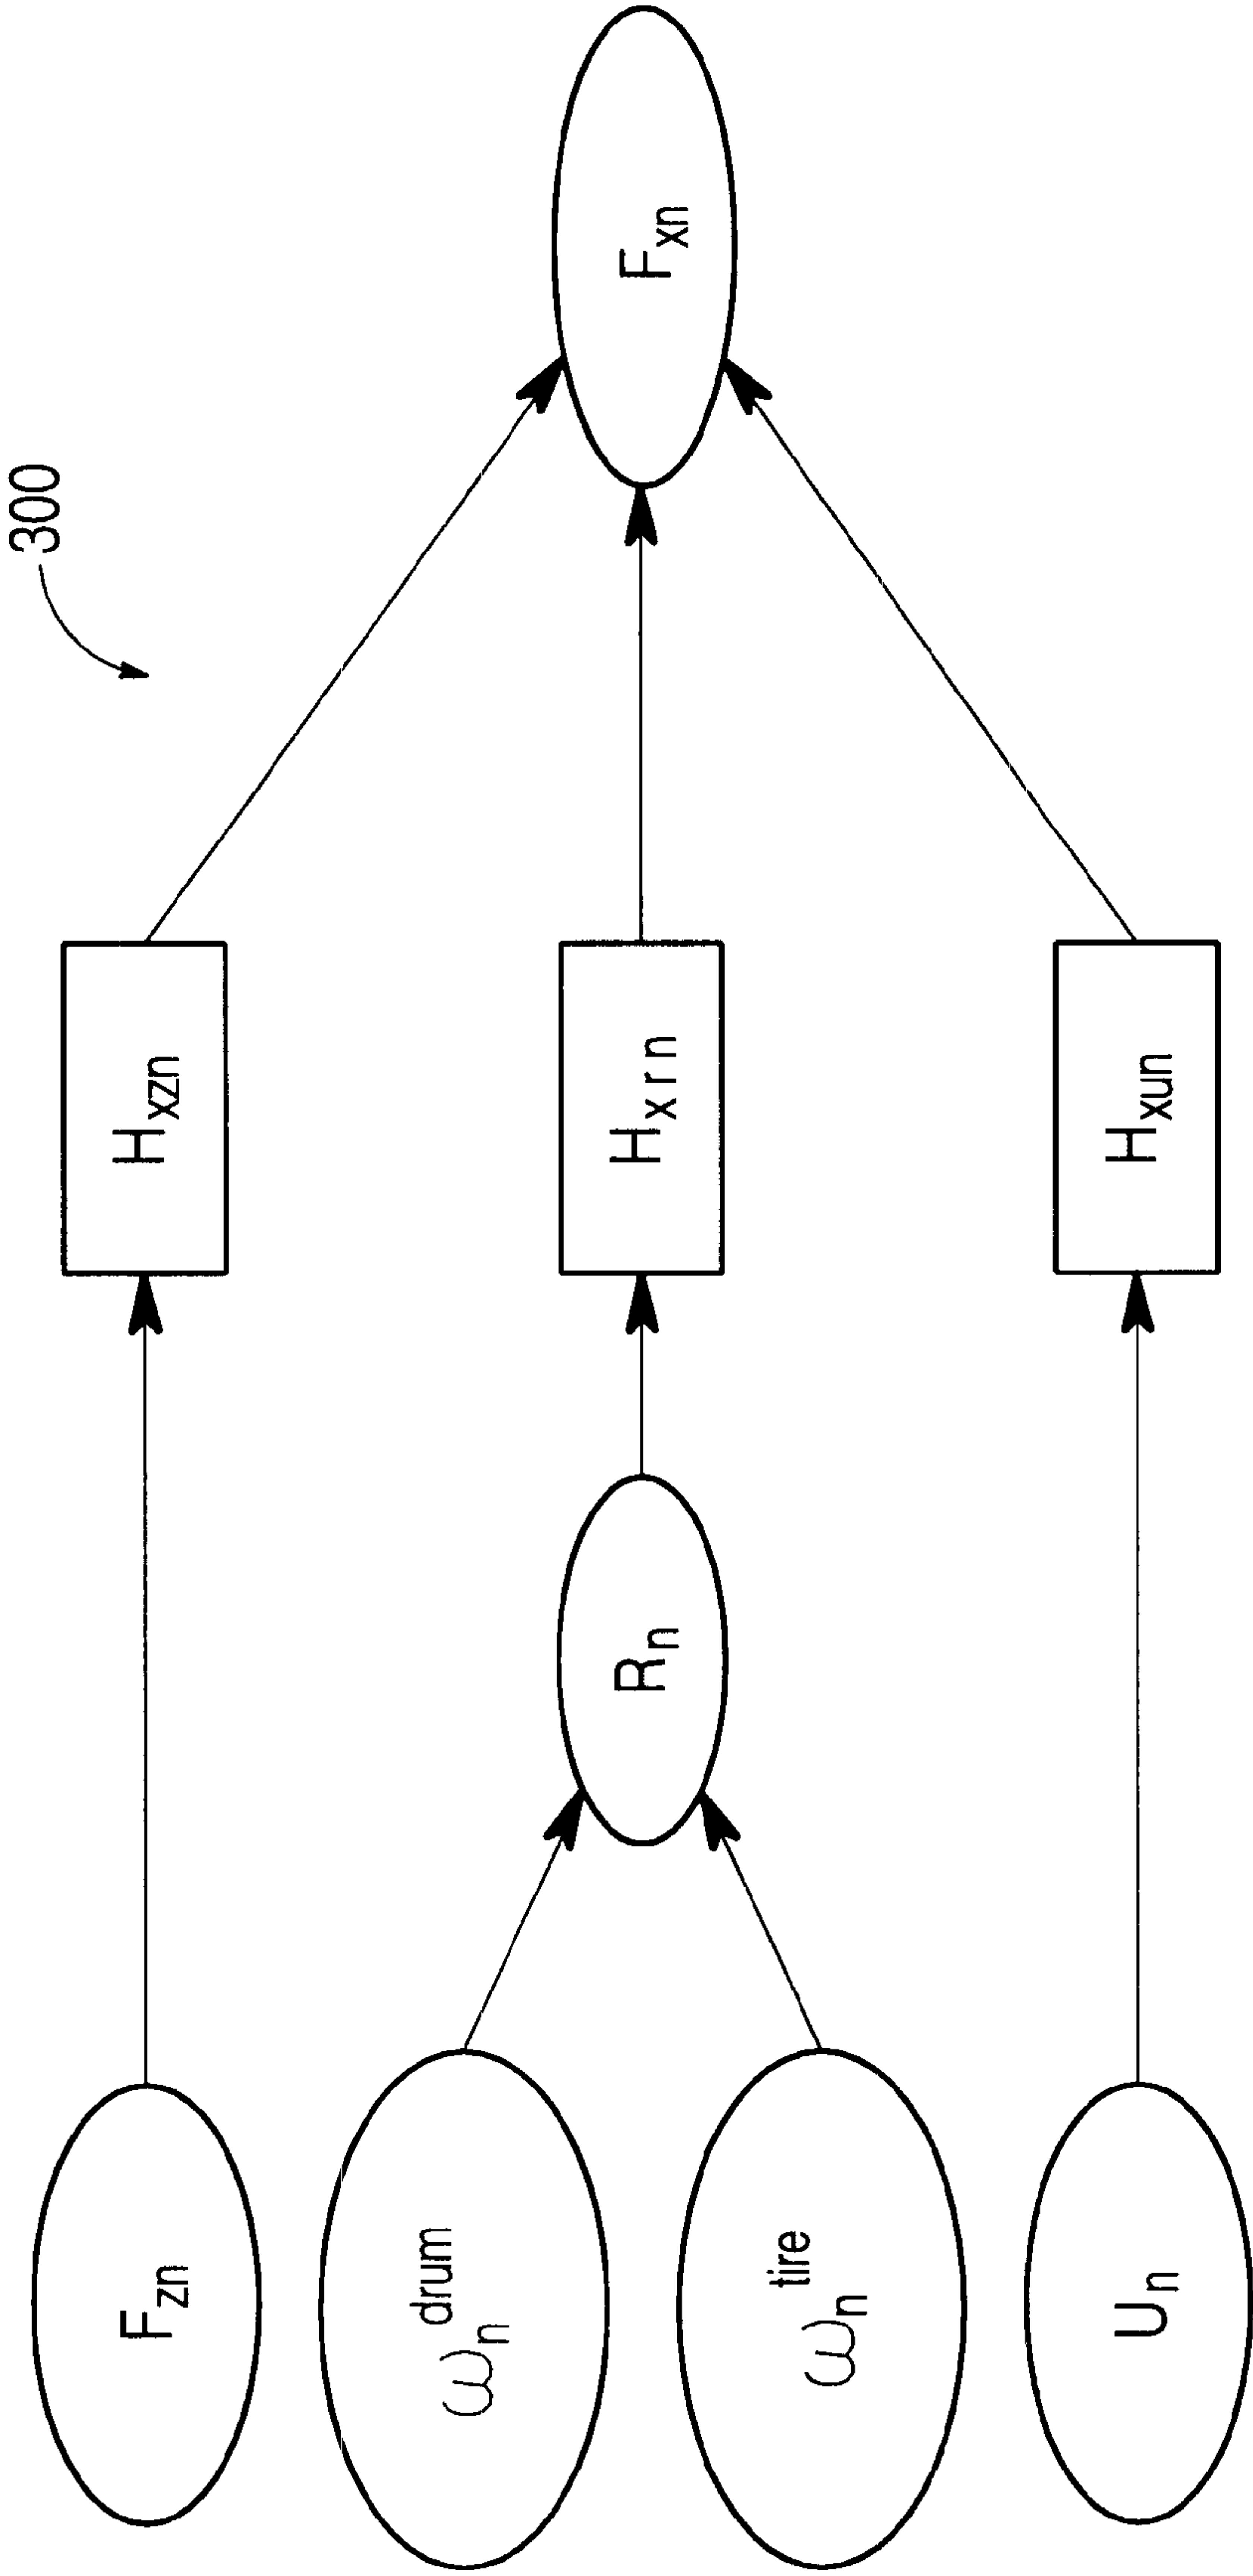 300
F_zn
H_xzn
ω_n^drum
R_n
H_xrn
F_xn
ω_n^tire
U_n
H_xun